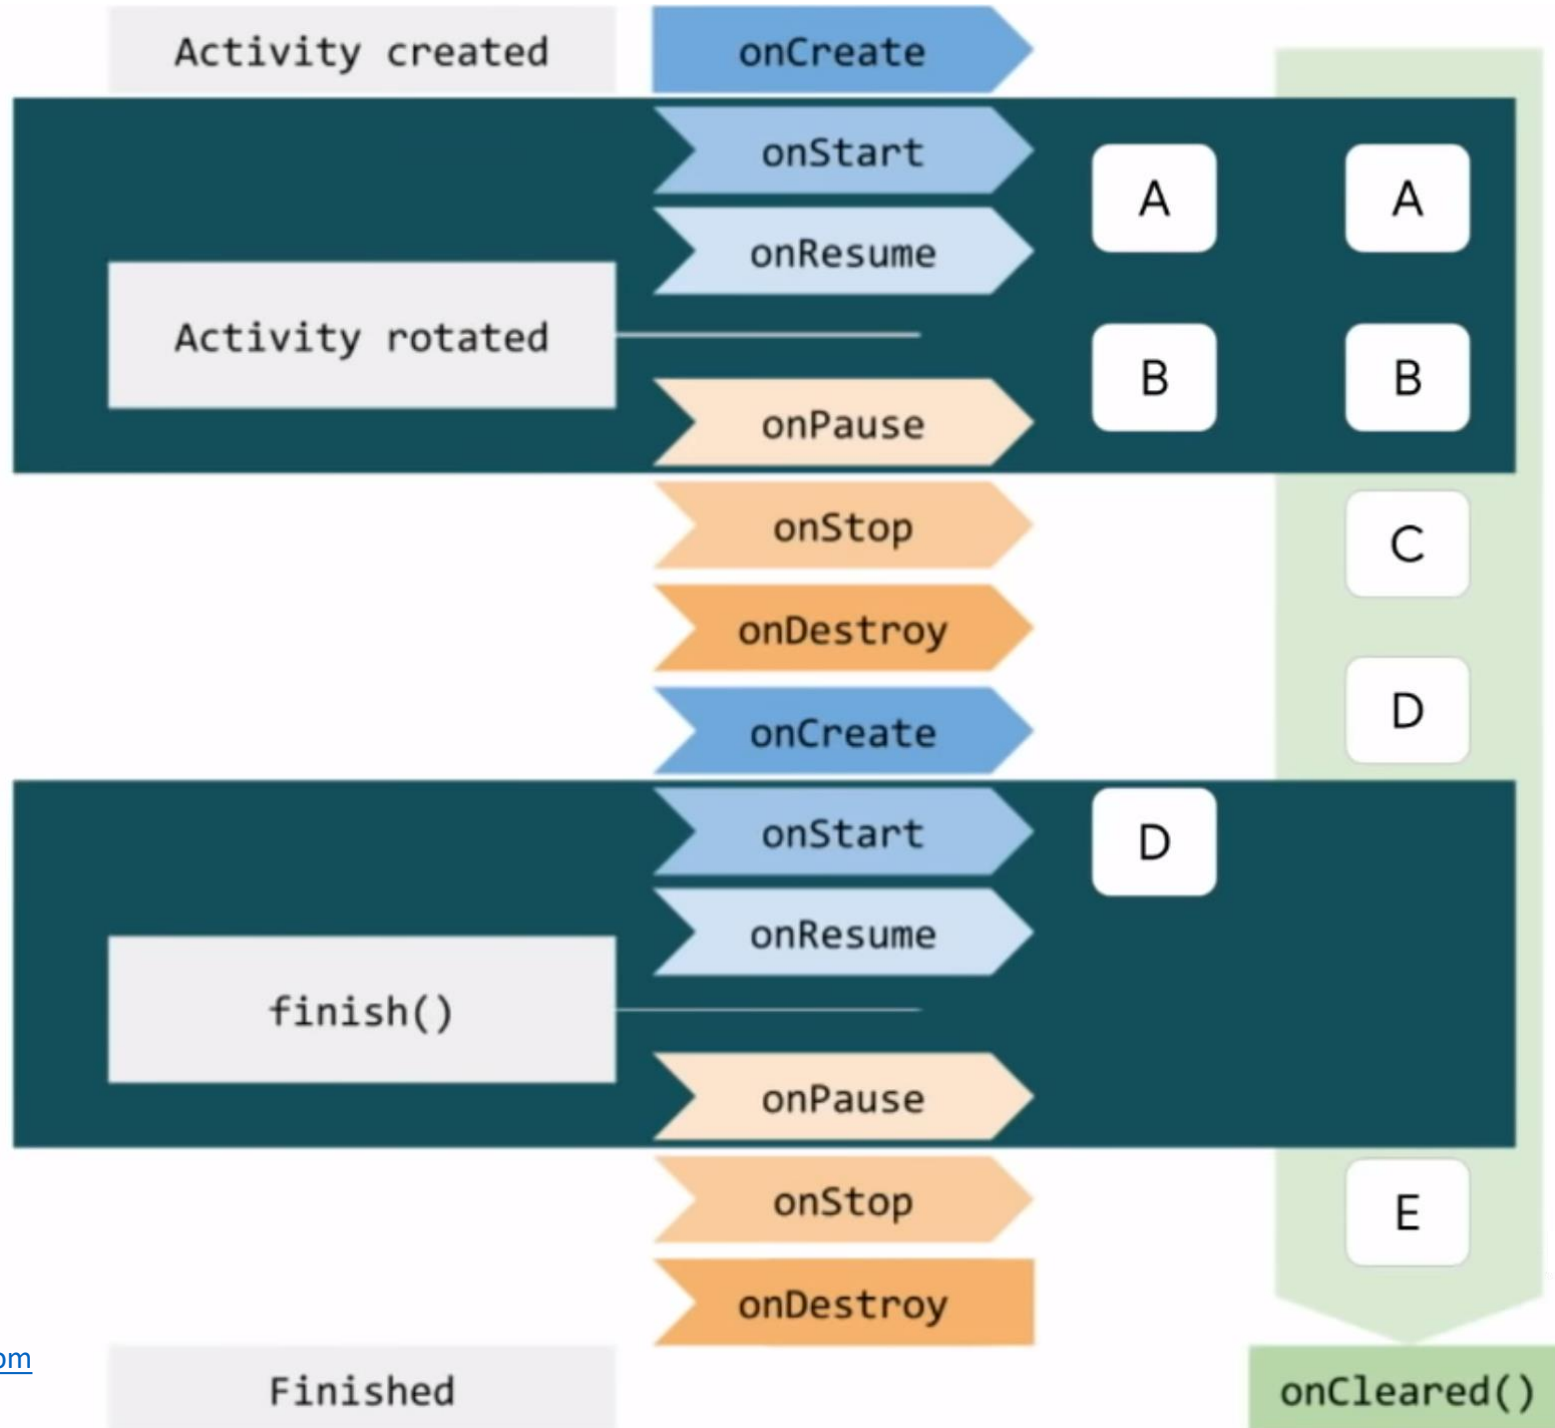 Activity created onCreate
onStart
A A
onResume
Activity rotated
B B
onPause
onStop
C
onDestroy
D
onCreate
onStart D
onResume
finish()
onPause
onStop E
onDestroy
om
Finished onCleared()